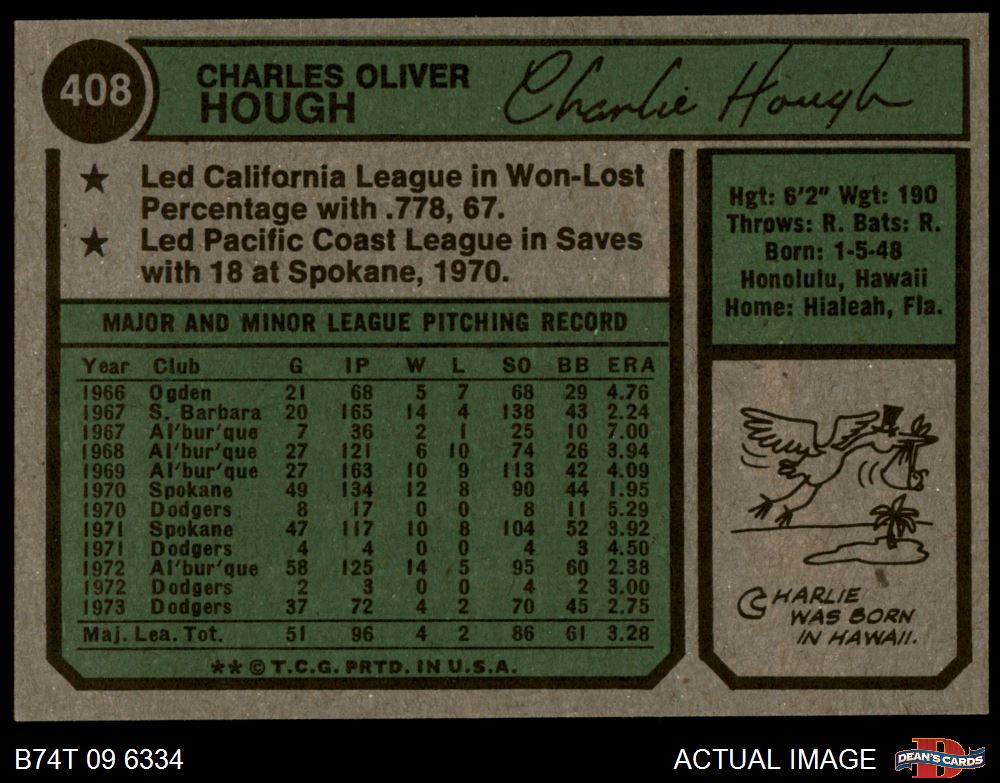 408
CHARLES OLIVER
HOUGH
Charlie Hough
★ Led California League in Won-Lost
Percentage with .778, 67.
★ Led Pacific Coast League in Saves
with 18 at Spokane, 1970.
MAJOR AND MINOR LEAGUE PITCHING RECORD
Year Club G IP W L SO BB ERA
1966 Ogden 21 68 5 7 68 29 4.76
1967 S. Barbara 20 165 14 4 138 43 2.24
1967 Al'bur'que 7 36 2 1 25 10 7.00
1968 Al'bur'que 27 121 6 10 74 26 3.94
1969 Al'bur'que 27 163 10 9 113 42 4.09
1970 Spokane 49 134 12 8 90 44 1.95
1970 Dodgers 8 17 0 0 8 11 5.29
1971 Spokane 47 117 10 8 104 52 3.92
1971 Dodgers 4 4 0 0 4 3 4.50
1972 Al'bur'que 58 125 14 5 95 60 2.38
1972 Dodgers 2 3 0 0 4 2 3.00
1973 Dodgers 37 72 4 2 70 45 2.75
Maj. Lea. Tot. 51 96 4 2 86 61 3.28
** © T.C.G. PRTD. IN U.S.A.
Hgt: 6'2" Wgt: 190
Throws: R. Bats: R.
Born: 1-5-48
Honolulu, Hawaii
Home: Hialeah, Fla.
CHARLIE
WAS BORN
IN HAWAII.
B74T 09 6334
ACTUAL IMAGE
D
DEAN'S CARDS